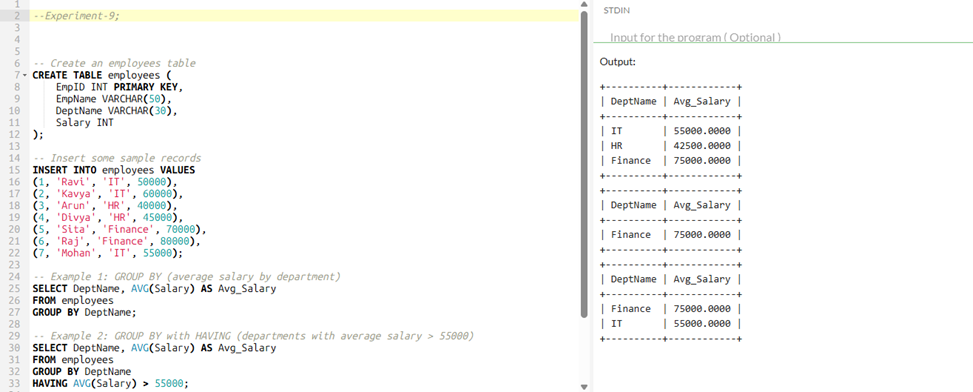 1
2 --Experiment-9;
3
4
5
6 -- Create an employees table
7 CREATE TABLE employees (
8 EmpID INT PRIMARY KEY,
9 EmpName VARCHAR(50),
10 DeptName VARCHAR(30),
11 Salary INT
12 );
13
14 -- Insert some sample records
15 INSERT INTO employees VALUES
16 (1, 'Ravi', 'IT', 50000),
17 (2, 'Kavya', 'IT', 60000),
18 (3, 'Arun', 'HR', 40000),
19 (4, 'Divya', 'HR', 45000),
20 (5, 'Sita', 'Finance', 70000),
21 (6, 'Raj', 'Finance', 80000),
22 (7, 'Mohan', 'IT', 55000);
23
24 -- Example 1: GROUP BY (average salary by department)
25 SELECT DeptName, AVG(Salary) AS Avg_Salary
26 FROM employees
27 GROUP BY DeptName;
28
29 -- Example 2: GROUP BY with HAVING (departments with average salary > 55000)
30 SELECT DeptName, AVG(Salary) AS Avg_Salary
31 FROM employees
32 GROUP BY DeptName
33 HAVING AVG(Salary) > 55000;
STDIN
Input for the program ( Optional )
Output:
+----------+------------+
| DeptName | Avg_Salary |
+----------+------------+
| IT       | 55000.0000 |
| HR       | 42500.0000 |
| Finance  | 75000.0000 |
+----------+------------+
+----------+------------+
| DeptName | Avg_Salary |
+----------+------------+
| Finance  | 75000.0000 |
+----------+------------+
+----------+------------+
| DeptName | Avg_Salary |
+----------+------------+
| Finance  | 75000.0000 |
| IT       | 55000.0000 |
+----------+------------+